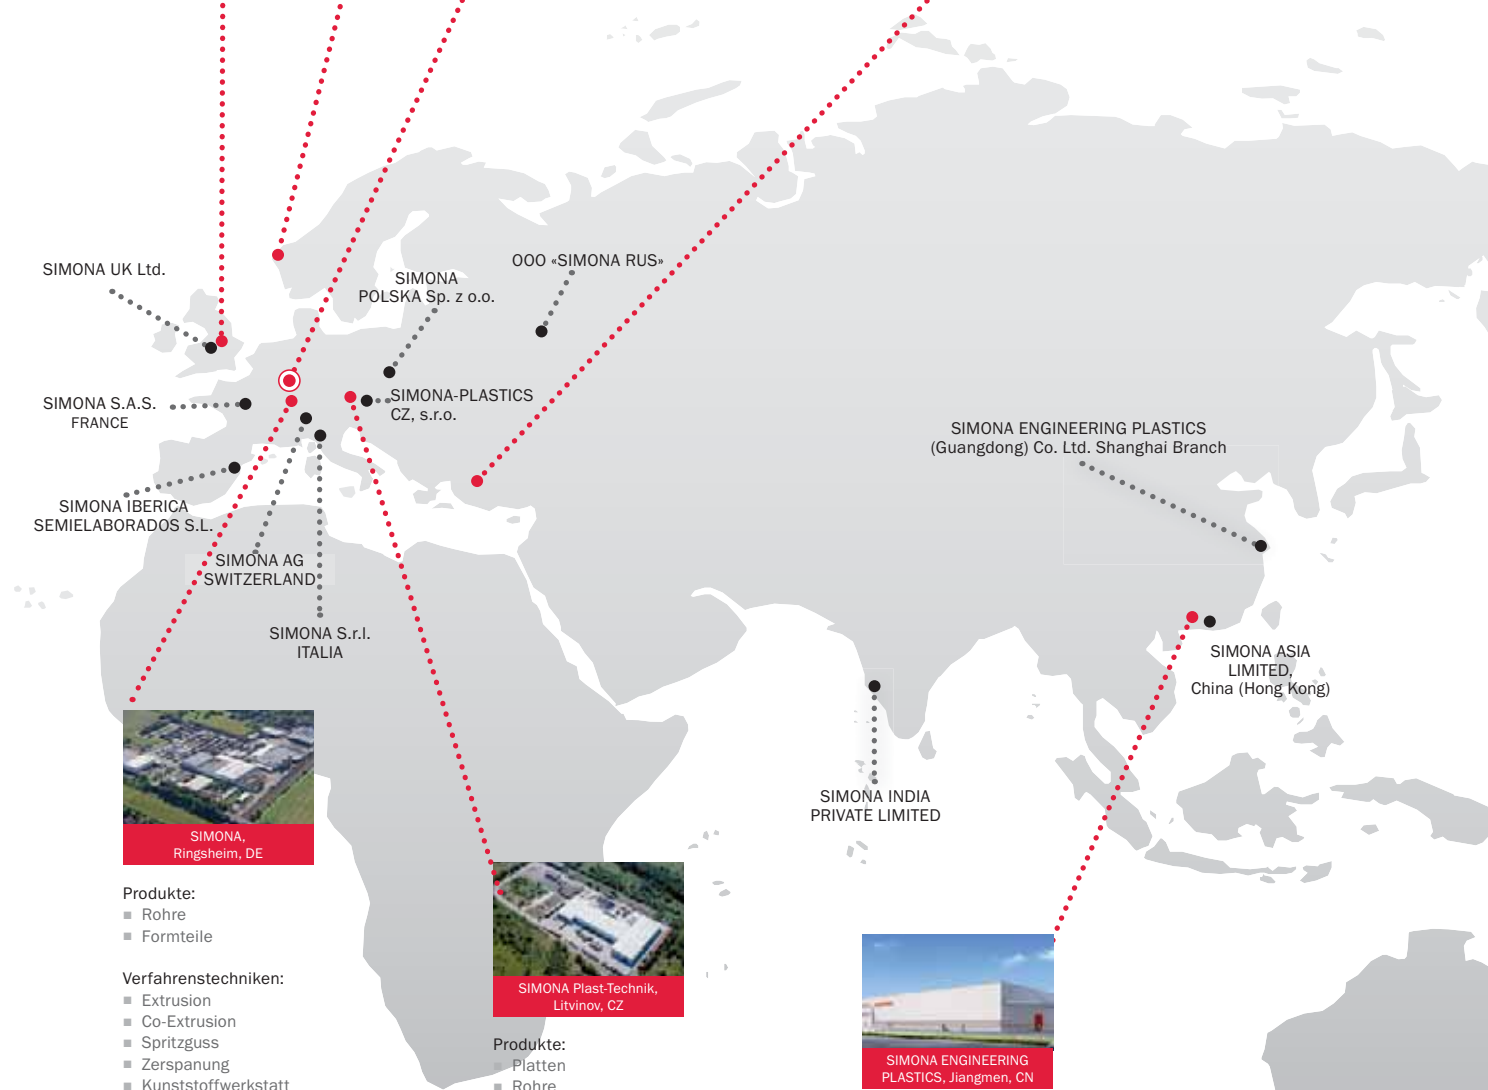 SIMONA UK Ltd.
SIMONA
POLSKA Sp. z o.o.
OOO «SIMONA RUS»
SIMONA S.A.S.
FRANCE
SIMONA-PLASTICS
CZ, s.r.o.
SIMONA ENGINEERING PLASTICS
(Guangdong) Co. Ltd. Shanghai Branch
SIMONA IBERICA
SEMIELABORADOS S.L.
SIMONA AG
SWITZERLAND
SIMONA S.r.l.
ITALIA
SIMONA ASIA
LIMITED,
China (Hong Kong)
SIMONA INDIA
PRIVATE LIMITED
SIMONA,
Ringsheim, DE
Produkte:
■ Rohre
■ Formteile
Verfahrenstechniken:
■ Extrusion
■ Co-Extrusion
■ Spritzguss
■ Zerspanung
■ Kunststoffwerkstatt
SIMONA Plast-Technik,
Litvinov, CZ
Produkte:
■ Platten
■ Rohre
SIMONA ENGINEERING
PLASTICS, Jiangmen, CN